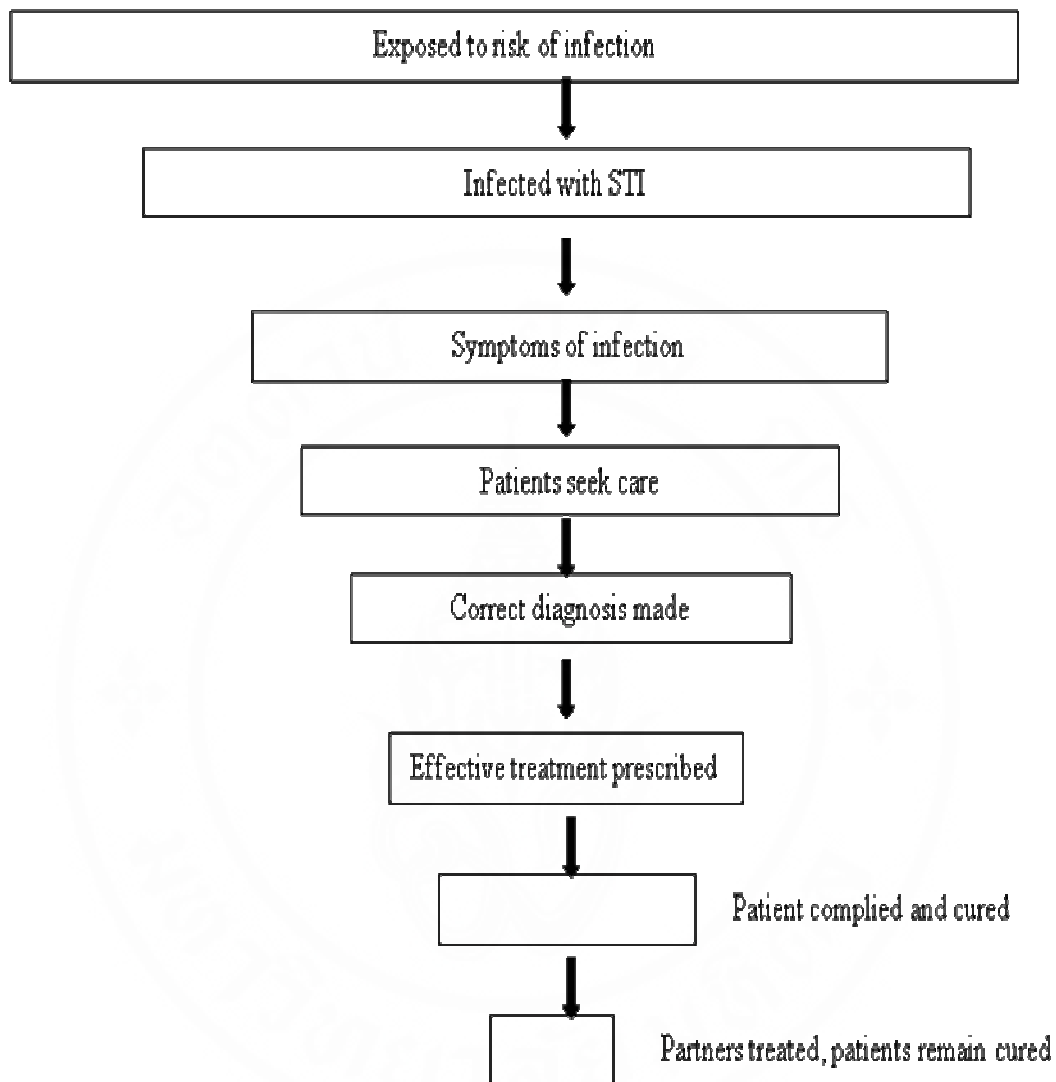 Exposed to risk of infection
Infected with STI
Symptoms of infection
Patients seek care
Correct diagnosis made
Effective treatment prescribed
Patient complied and cured
Partners treated, patients remain cured